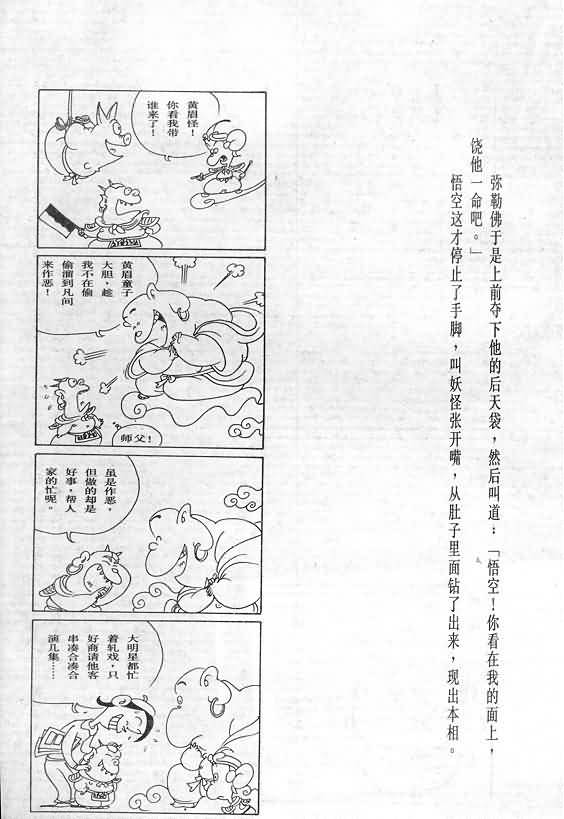 弥勒佛于是上前夺下他的后天袋，然后叫道：「悟空！你看在我的面上，
饶他一命吧。」
悟空这才停止了手脚，叫妖怪张开嘴，从肚子里面钻了出来，现出本相。
黄眉怪！
你看我带
谁来了！
黄眉童子
大胆，趁
我不在偷
偷溜到凡间
来作恶！
师父！
虽是作恶，
但做的却是
好事，帮人
家的忙呢。
大明星都忙
着轧戏，只
好商请他客
串凑合凑合
演几集……